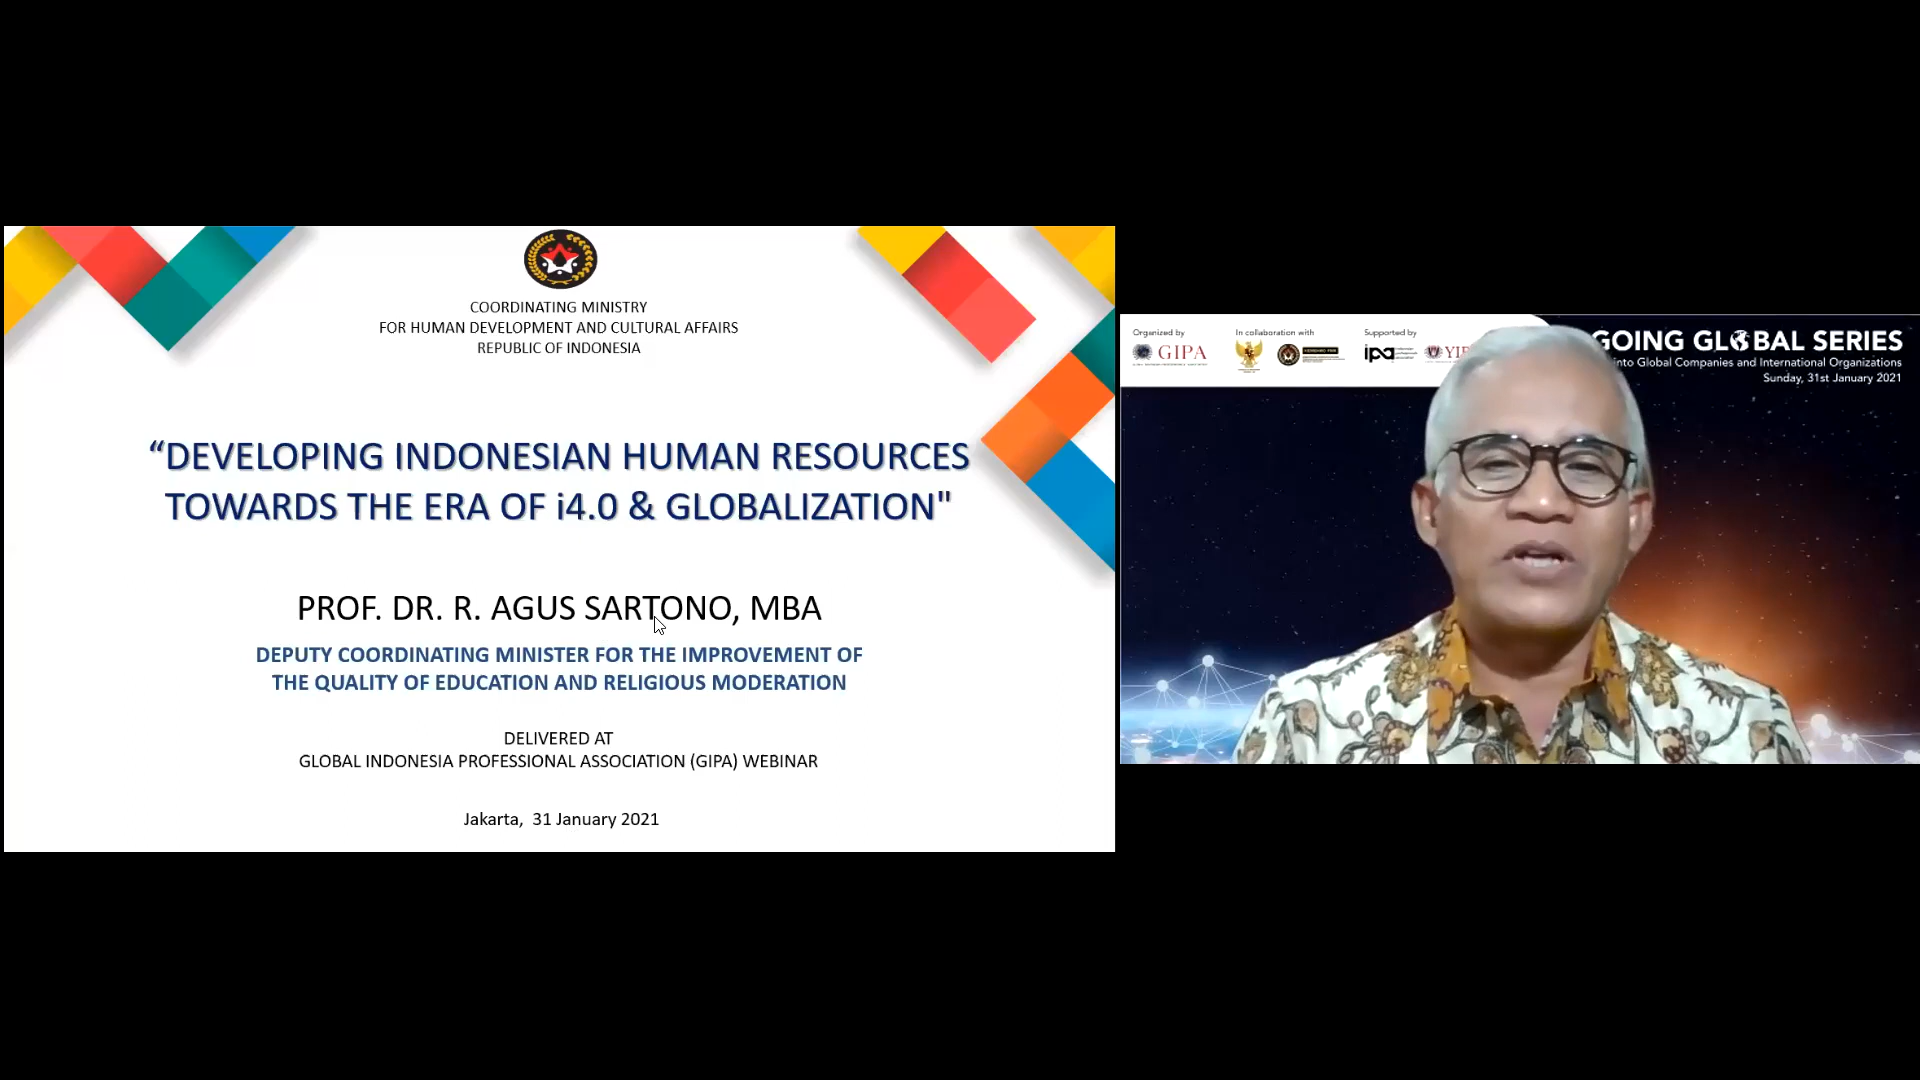 COORDINATING MINISTRY
FOR HUMAN DEVELOPMENT AND CULTURAL AFFAIRS
REPUBLIC OF INDONESIA
“DEVELOPING INDONESIAN HUMAN RESOURCES
TOWARDS THE ERA OF i4.0 & GLOBALIZATION"
PROF. DR. R. AGUS SARTONO, MBA
DEPUTY COORDINATING MINISTER FOR THE IMPROVEMENT OF
THE QUALITY OF EDUCATION AND RELIGIOUS MODERATION
DELIVERED AT
GLOBAL INDONESIA PROFESSIONAL ASSOCIATION (GIPA) WEBINAR
Jakarta, 31 January 2021
Organized by
GIPA
In collaboration with
Supported by
ipa
GOING GLOBAL SERIES
into Global Companies and International Organizations
Sunday, 31st January 2021